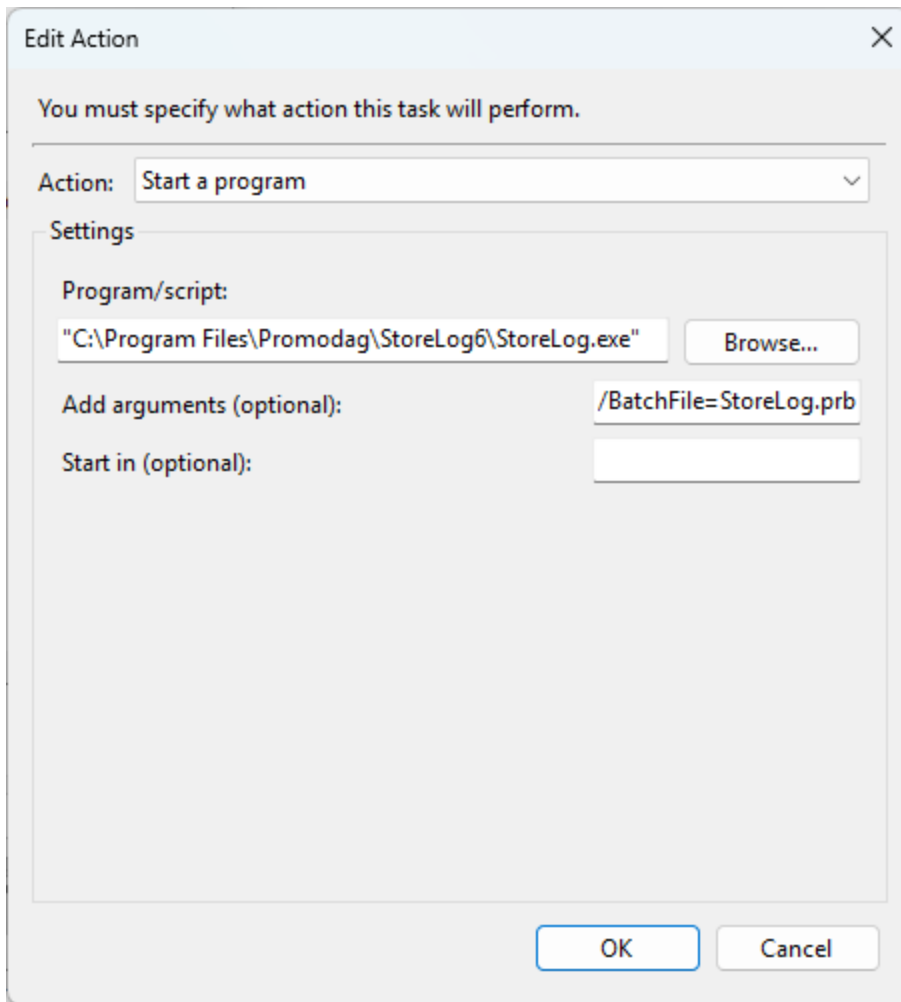 Edit Action
You must specify what action this task will perform.
Action: Start a program
Settings
Program/script:
"C:\Program Files\Promodag\StoreLog6\StoreLog.exe" Browse...
Add arguments (optional): /BatchFile=StoreLog.prb
Start in (optional):
OK Cancel